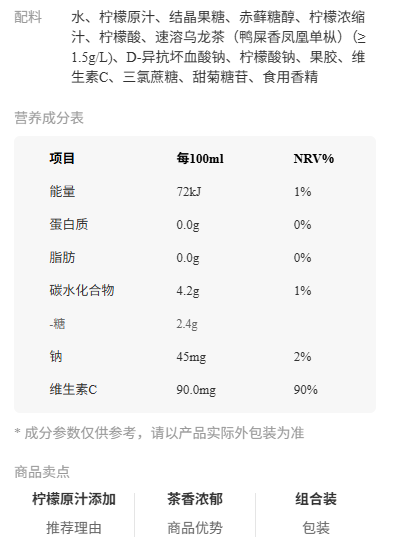 配料 水、柠檬原汁、结晶果糖、赤藓糖醇、柠檬浓缩
汁、柠檬酸、速溶乌龙茶（鸭屎香凤凰单枞）（≥
1.5g/L)、D-异抗坏血酸钠、柠檬酸钠、果胶、维
生素C、三氯蔗糖、甜菊糖苷、食用香精
营养成分表
项目 每100ml NRV%
能量 72kJ 1%
蛋白质 0.0g 0%
脂肪 0.0g 0%
碳水化合物 4.2g 1%
-糖 2.4g
钠 45mg 2%
维生素C 90.0mg 90%
* 成分参数仅供参考，请以产品实际外包装为准
商品卖点
柠檬原汁添加 茶香浓郁 组合装
推荐理由 商品优势 包装